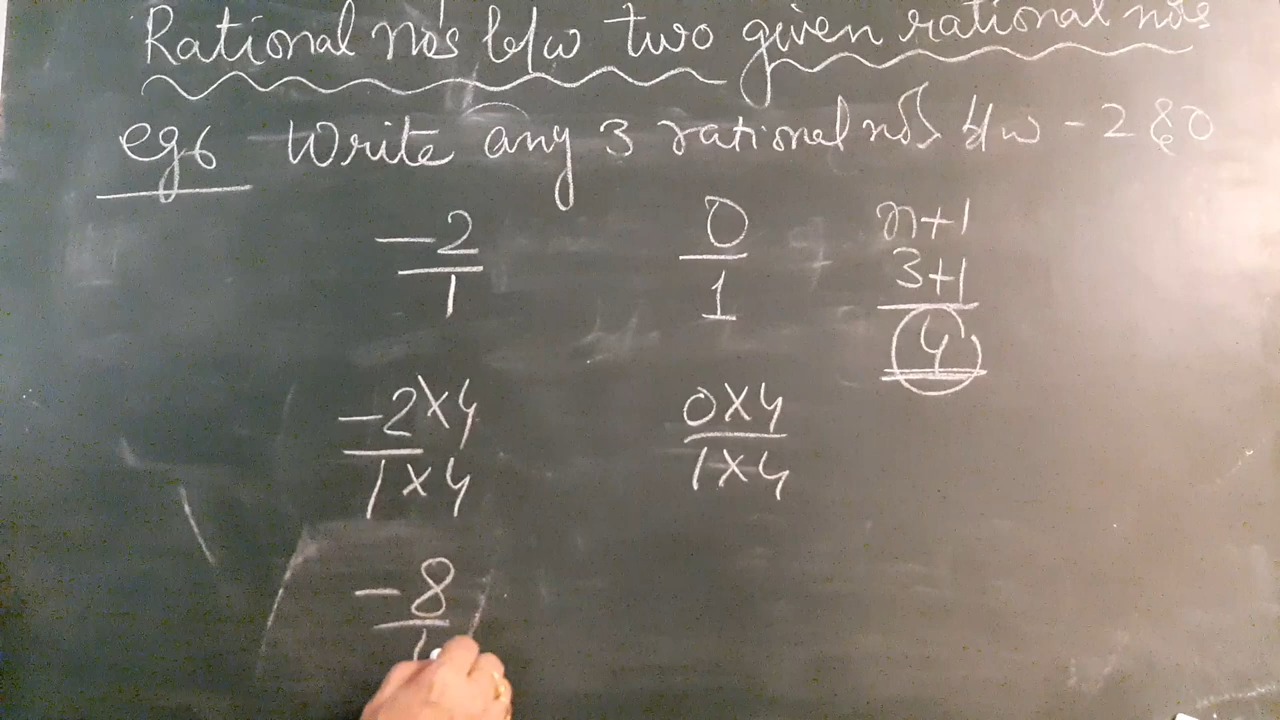 Rational no's b/w two given rational no's
eg6 Write any 3 rational no's b/w -2 & 0
-2/1 0/1 n+1
3+1
4
-2×4/1×4 0×4/1×4
-8/